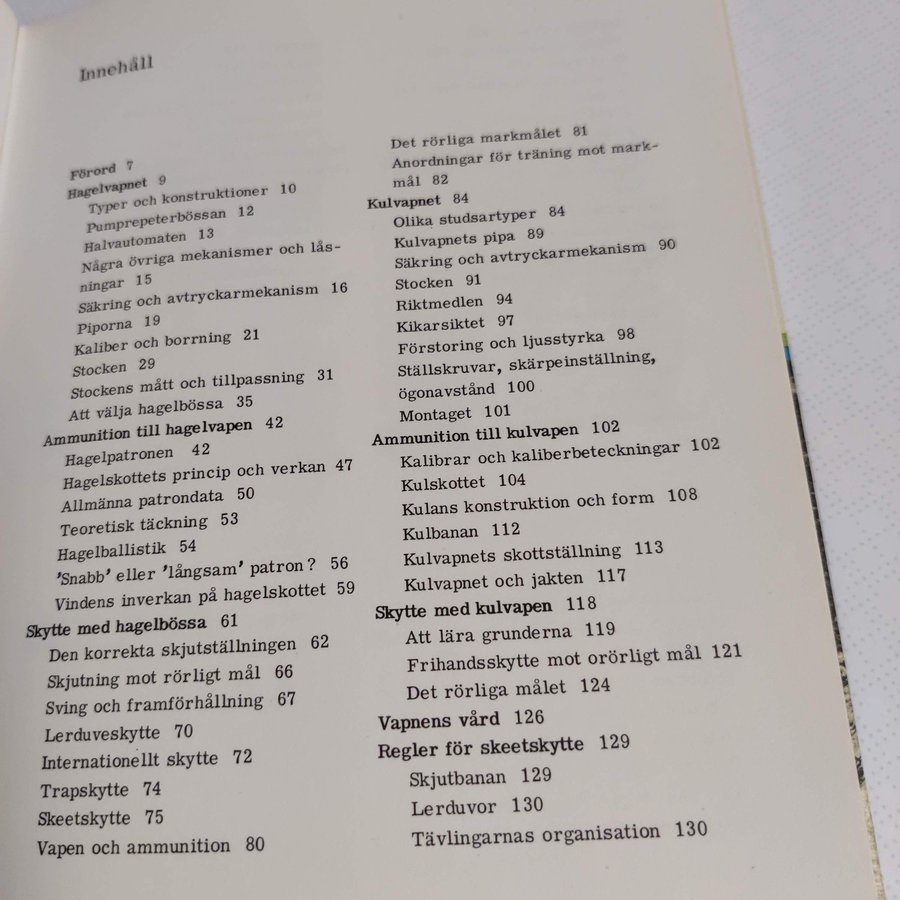 Innehåll
Förord 7
Hagelvapnet 9
Typer och konstruktioner 10
Pumprepeterbössan 12
Halvautomaten 13
Några övriga mekanismer och lås-
ningar 15
Säkring och avtryckarmekanism 16
Piporna 19
Kaliber och borrning 21
Stocken 29
Stockens mått och tillpassning 31
Att välja hagelbössa 35
Ammunition till hagelvapen 42
Hagelpatronen 42
Hagelskottets princip och verkan 47
Allmänna patrondata 50
Teoretisk täckning 53
Hagelballistik 54
'Snabb' eller 'långsam' patron? 56
Vindens inverkan på hagelskottet 59
Skytte med hagelbössa 61
Den korrekta skjutställningen 62
Skjutning mot rörligt mål 66
Sving och framförhållning 67
Lerduveskytte 70
Internationellt skytte 72
Trapskytte 74
Skeetskytte 75
Vapen och ammunition 80
Det rörliga markmålet 81
Anordningar för träning mot mark-
mål 82
Kulvapnet 84
Olika studsartyper 84
Kulvapnets pipa 89
Säkring och avtryckarmekanism 90
Stocken 91
Riktmedlen 94
Kikarsiktet 97
Förstoring och ljusstyrka 98
Ställskruvar, skärpeinställning,
ögonavstånd 100
Montaget 101
Ammunition till kulvapen 102
Kalibrar och kaliberbeteckningar 102
Kulskottet 104
Kulans konstruktion och form 108
Kulbanan 112
Kulvapnets skottställning 113
Kulvapnet och jakten 117
Skytte med kulvapen 118
Att lära grunderna 119
Frihandsskytte mot orörligt mål 121
Det rörliga målet 124
Vapnens vård 126
Regler för skeetskytte 129
Skjutbanan 129
Lerduvor 130
Tävlingarnas organisation 130